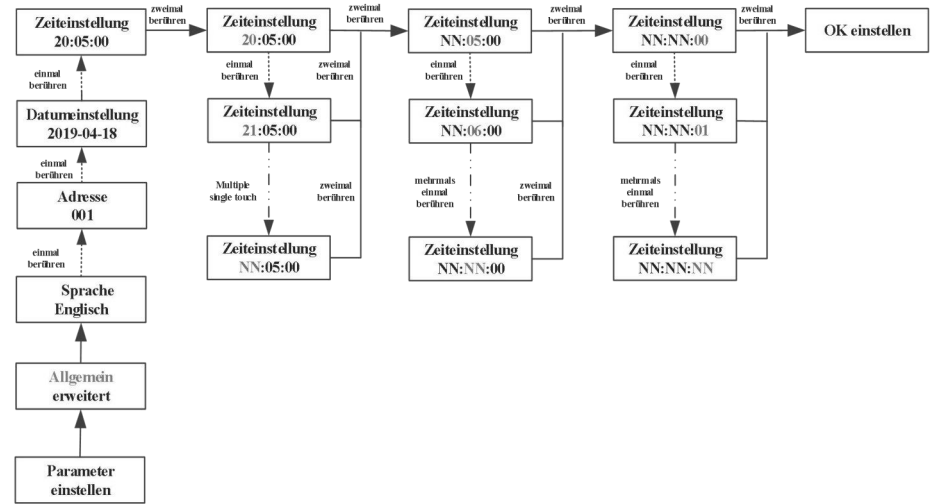 Zeiteinstellung
20:05:00
zweimal
berühren
Zeiteinstellung
20:05:00
zweimal
berühren
Zeiteinstellung
NN:05:00
zweimal
berühren
Zeiteinstellung
NN:NN:00
zweimal
berühren
OK einstellen
einmal
berühren
einmal
berühren
zweimal
berühren
einmal
berühren
einmal
berühren
Datumeinstellung
2019-04-18
Zeiteinstellung
21:05:00
Zeiteinstellung
NN:06:00
Zeiteinstellung
NN:NN:01
einmal
berühren
Adresse
001
Multiple
single touch
zweimal
berühren
mehrmals
einmal
berühren
zweimal
berühren
mehrmals
einmal
berühren
einmal
berühren
Zeiteinstellung
NN:05:00
Zeiteinstellung
NN:NN:00
Zeiteinstellung
NN:NN:NN
Sprache
Englisch
Allgemein
erweitert
Parameter
einstellen